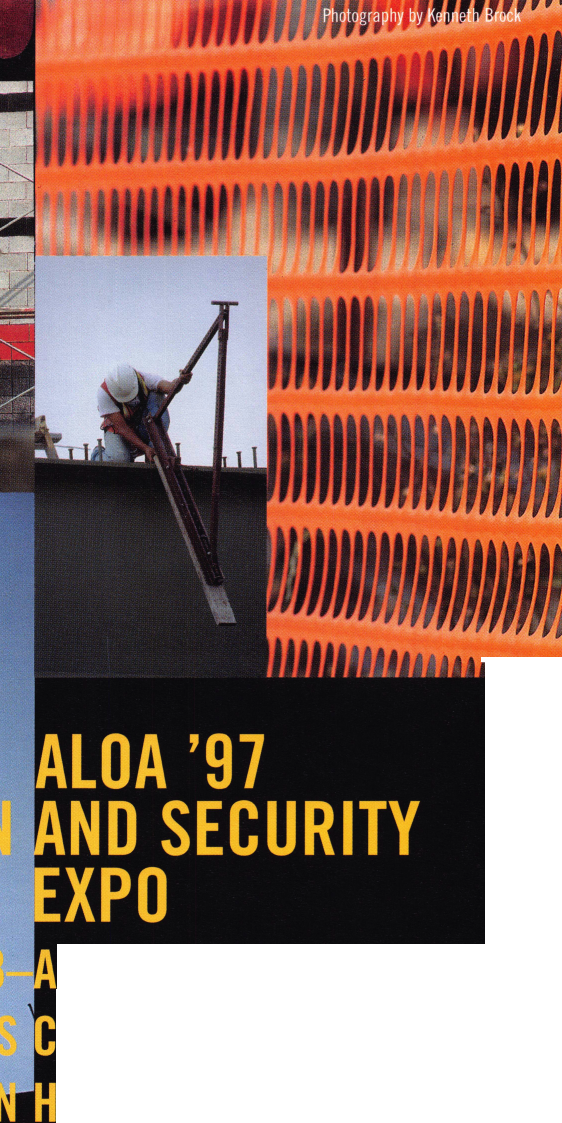 Photography by Kenneth Brock
ALOA ’97
N AND SECURITY
EXPO
–A
S C
N H